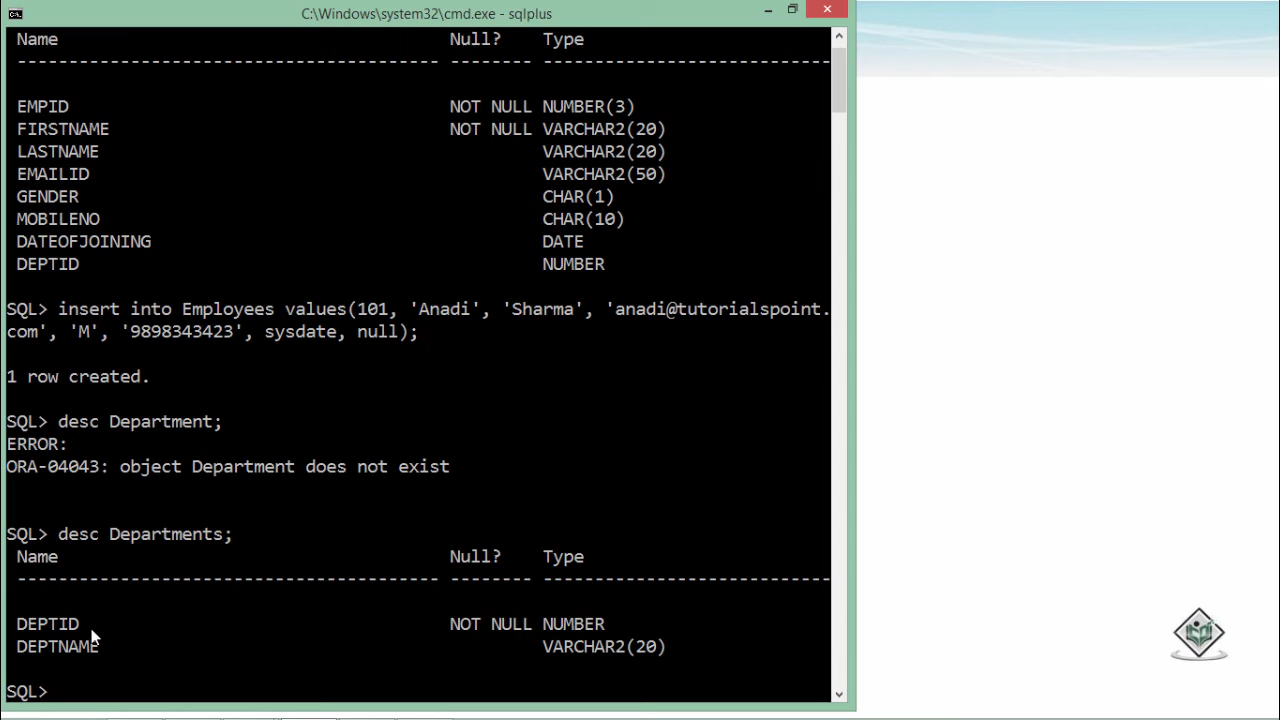 C:\Windows\system32\cmd.exe - sqlplus
Name Null? Type
----------------------------------------- -------- ----------------------------
EMPID NOT NULL NUMBER(3)
FIRSTNAME NOT NULL VARCHAR2(20)
LASTNAME VARCHAR2(20)
EMAILID VARCHAR2(50)
GENDER CHAR(1)
MOBILENO CHAR(10)
DATEOFJOINING DATE
DEPTID NUMBER
SQL> insert into Employees values(101, 'Anadi', 'Sharma', 'anadi@tutorialspoint.
com', 'M', '9898343423', sysdate, null);
1 row created.
SQL> desc Department;
ERROR:
ORA-04043: object Department does not exist
SQL> desc Departments;
Name Null? Type
----------------------------------------- -------- ----------------------------
DEPTID NOT NULL NUMBER
DEPTNAME VARCHAR2(20)
SQL>